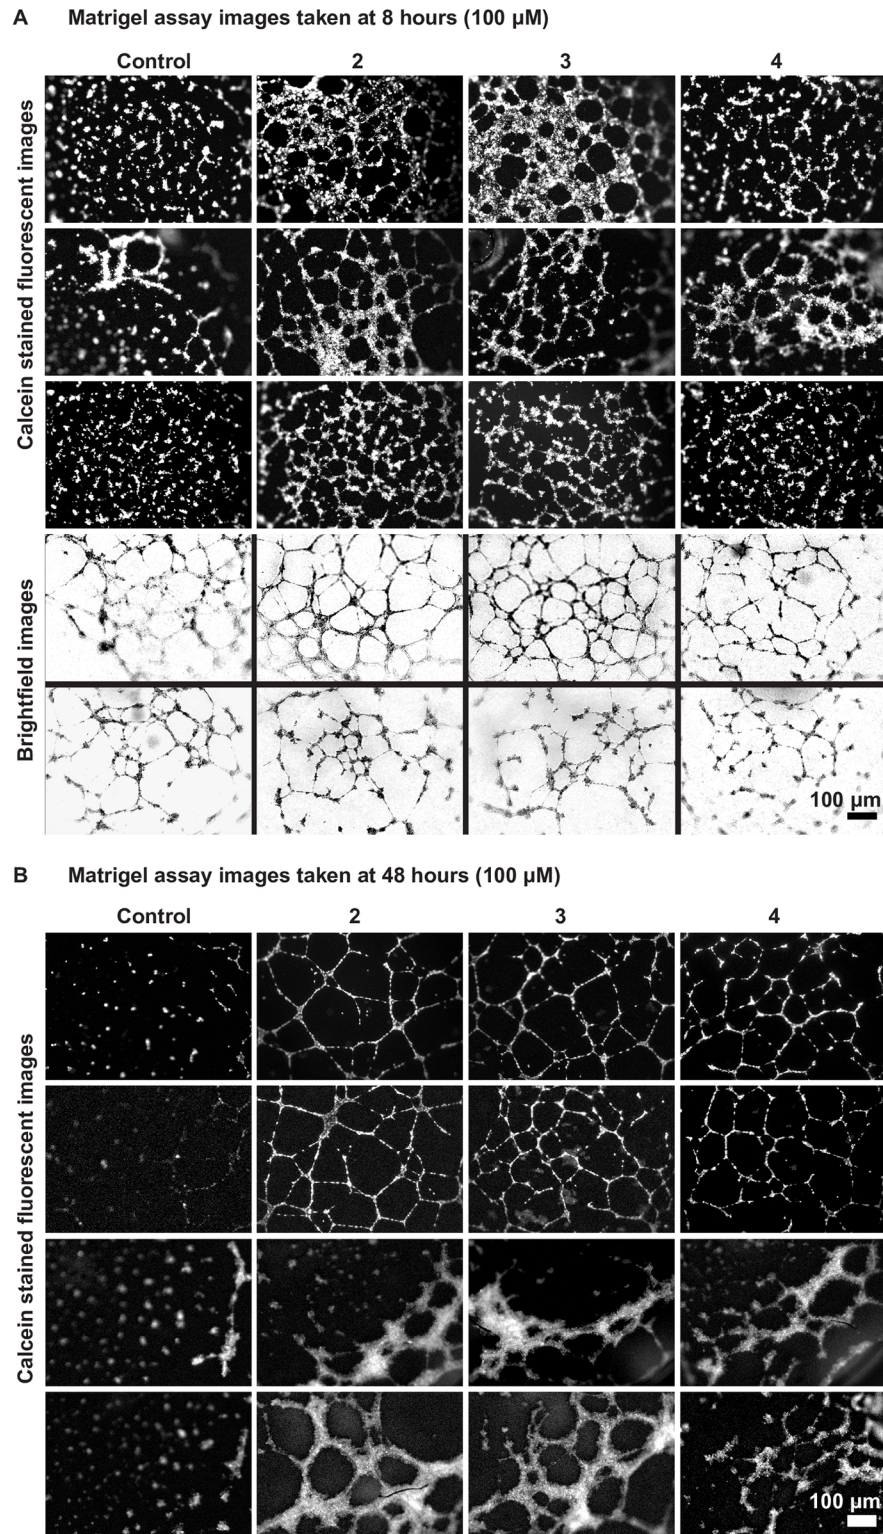 A Matrigel assay images taken at 8 hours (100 µM)
Control 2 3 4
Calcein stained fluorescent images
Brightfield images
100 µm
B Matrigel assay images taken at 48 hours (100 µM)
Control 2 3 4
Calcein stained fluorescent images
100 µm